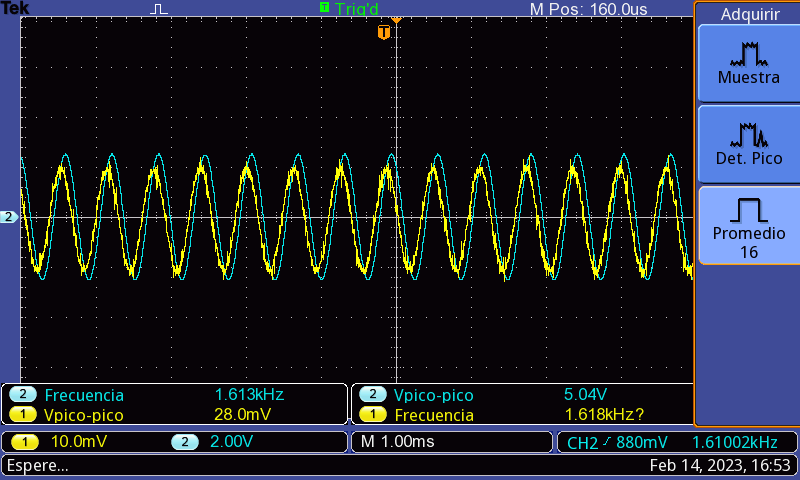 Tek T Trig'd M Pos: 160.0us
Adquirir
Muestra
Det. Pico
Promedio
16
T
2
2 Frecuencia 1.613kHz 2 Vpico-pico 5.04V
1 Vpico-pico 28.0mV 1 Frecuencia 1.618kHz?
1 10.0mV 2 2.00V M 1.00ms CH2 880mV 1.61002kHz
Espere... Feb 14, 2023, 16:53